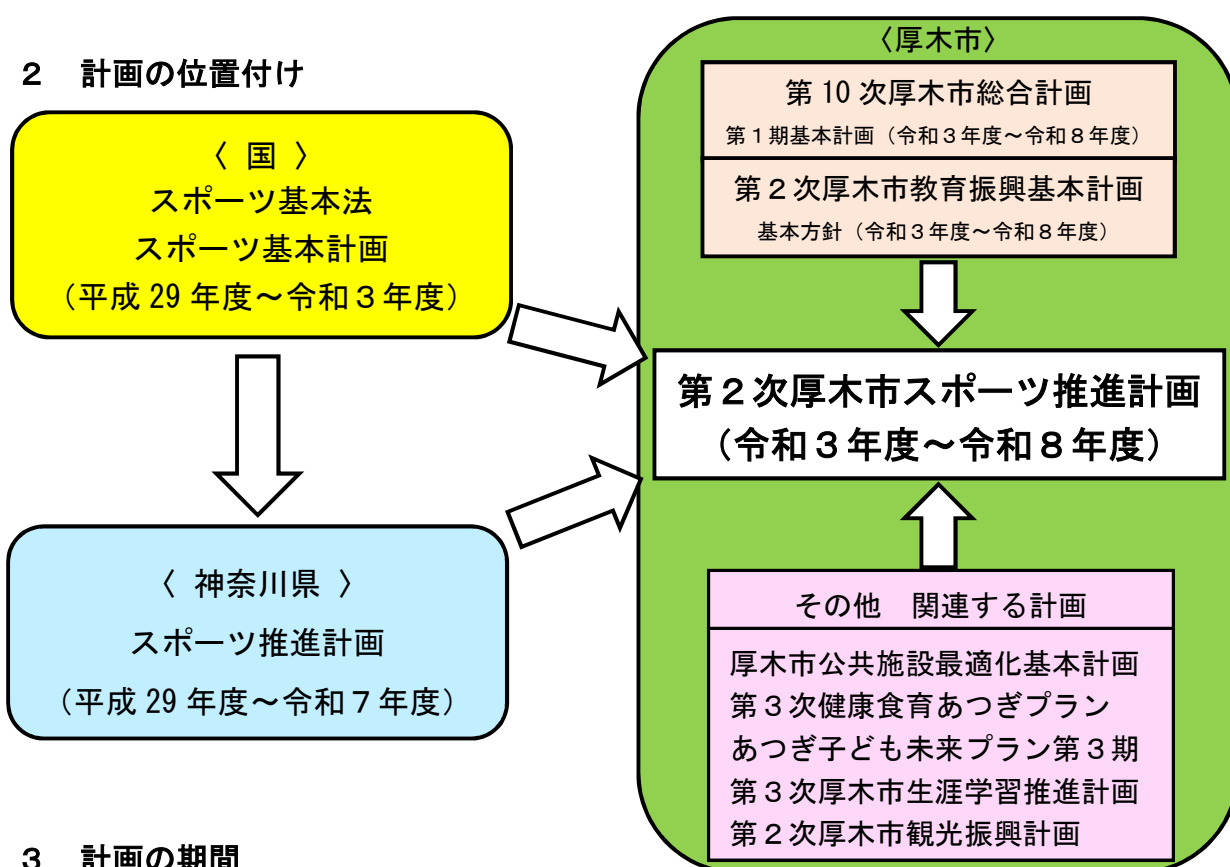 ２　計画の位置付け
〈 国 〉
スポーツ基本法
スポーツ基本計画
（平成 29 年度～令和３年度）
〈 神奈川県 〉
スポーツ推進計画
（平成 29 年度～令和７年度）
〈厚木市〉
第 10 次厚木市総合計画
第１期基本計画（令和３年度～令和８年度）
第２次厚木市教育振興基本計画
基本方針（令和３年度～令和８年度）
第２次厚木市スポーツ推進計画
（令和３年度～令和８年度）
その他　関連する計画
厚木市公共施設最適化基本計画
第３次健康食育あつぎプラン
あつぎ子ども未来プラン第３期
第３次厚木市生涯学習推進計画
第２次厚木市観光振興計画
３　計画の期間